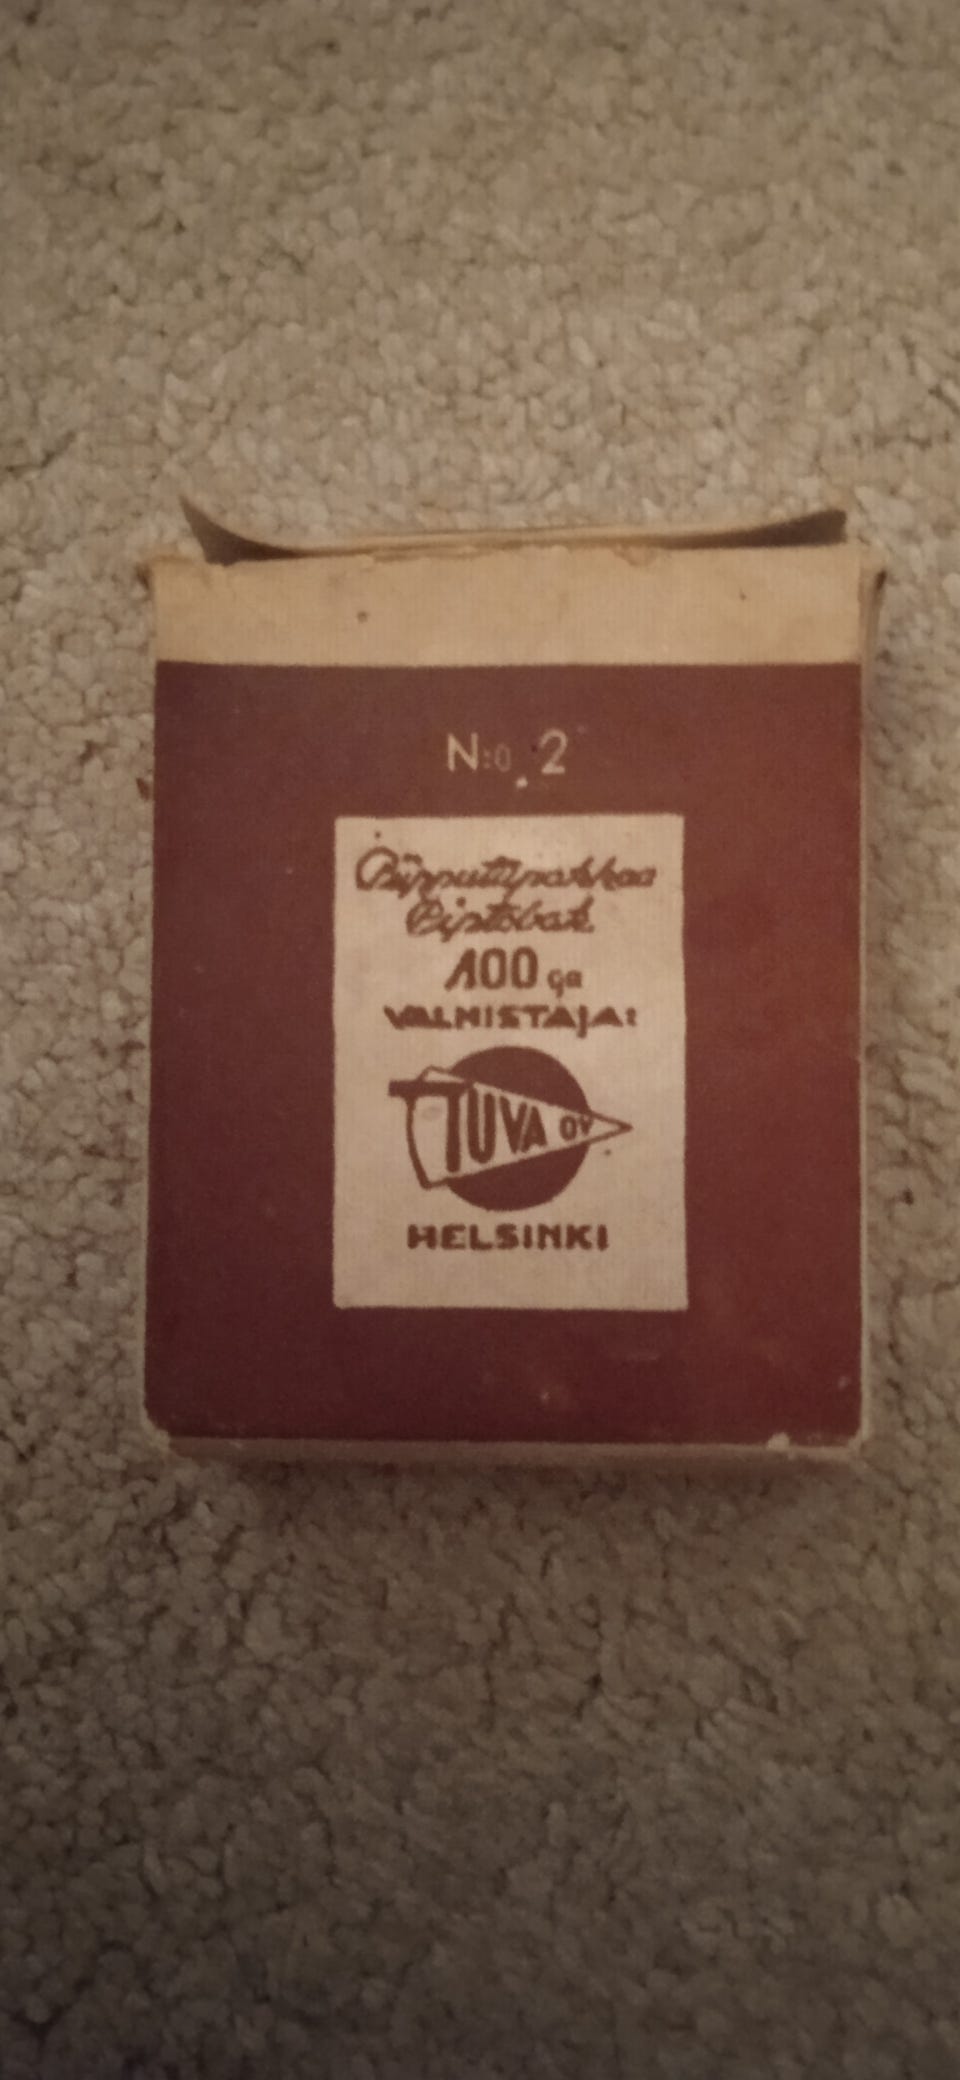 N:o 2
Piipputupakkaa
Piptobak
100 gr
VALMISTAJA:
TUVA OY
HELSINKI